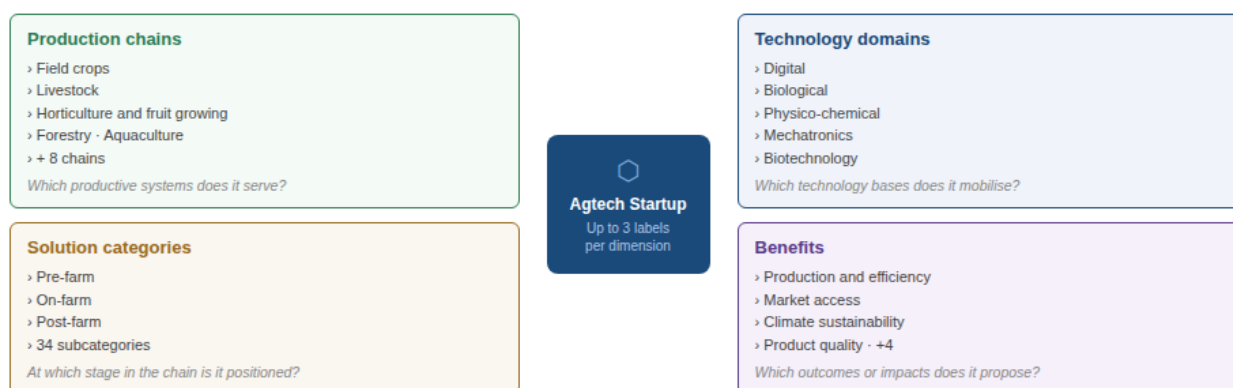 Production chains
› Field crops
› Livestock
› Horticulture and fruit growing
› Forestry · Aquaculture
› + 8 chains
Which productive systems does it serve?
Solution categories
› Pre-farm
› On-farm
› Post-farm
› 34 subcategories
At which stage in the chain is it positioned?
Agtech Startup
Up to 3 labels
per dimension
Technology domains
› Digital
› Biological
› Physico-chemical
› Mechatronics
› Biotechnology
Which technology bases does it mobilise?
Benefits
› Production and efficiency
› Market access
› Climate sustainability
› Product quality · +4
Which outcomes or impacts does it propose?